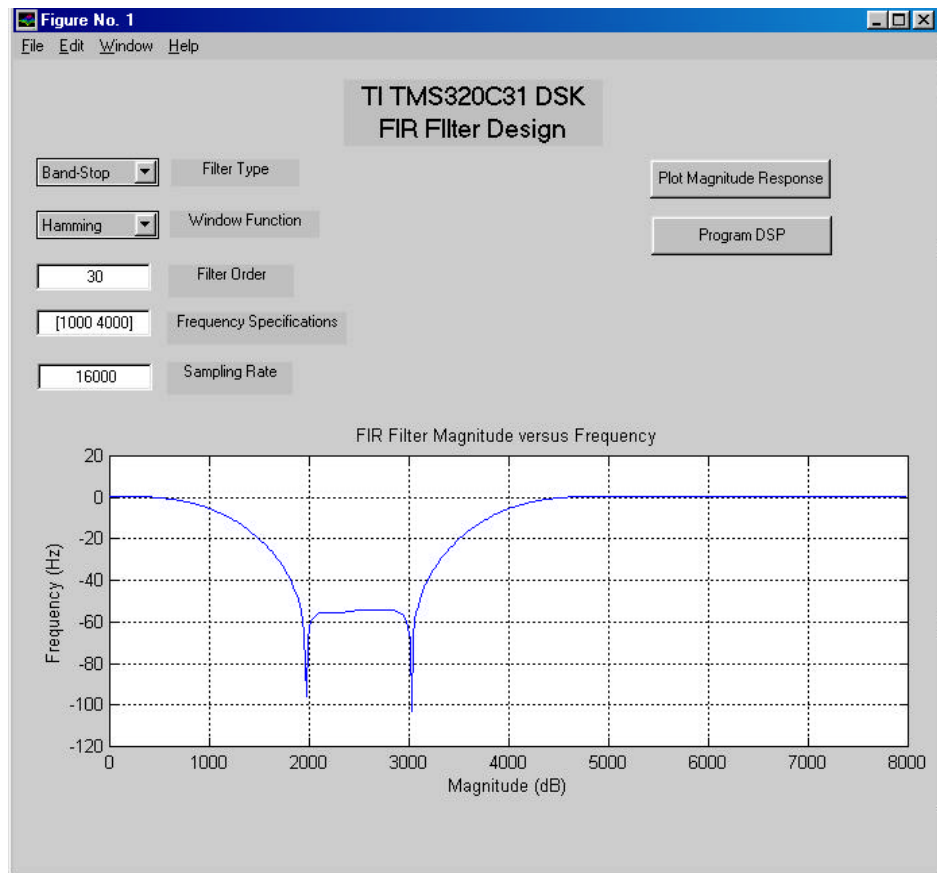 Figure No. 1
File Edit Window Help
TI TMS320C31 DSK
FIR FIlter Design
Band-Stop
Filter Type
Plot Magnitude Response
Hamming
Window Function
Program DSP
30
Filter Order
[1000 4000]
Frequency Specifications
16000
Sampling Rate
FIR Filter Magnitude versus Frequency
20
0
-20
-40
-60
-80
-100
-120
Frequency (Hz)
0 1000 2000 3000 4000 5000 6000 7000 8000
Magnitude (dB)